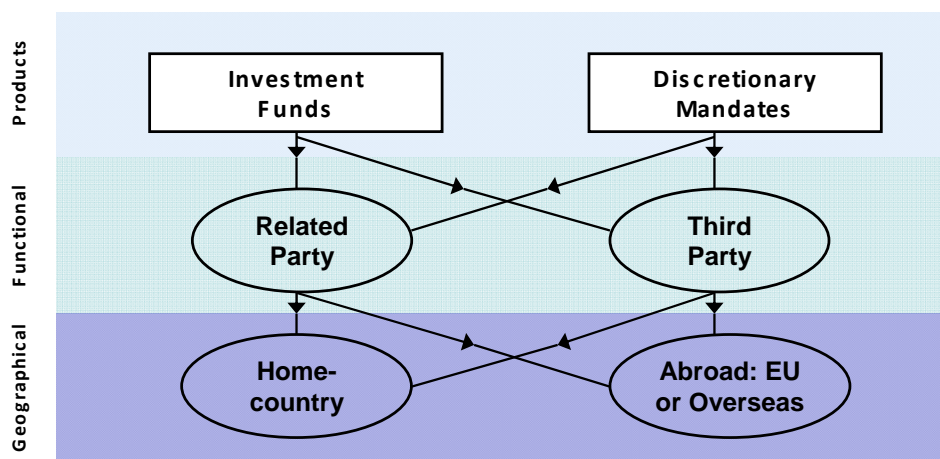 Products
Investment
Funds
Discretionary
Mandates
Functional
Related
Party
Third
Party
Geographical
Home-
country
Abroad: EU
or Overseas